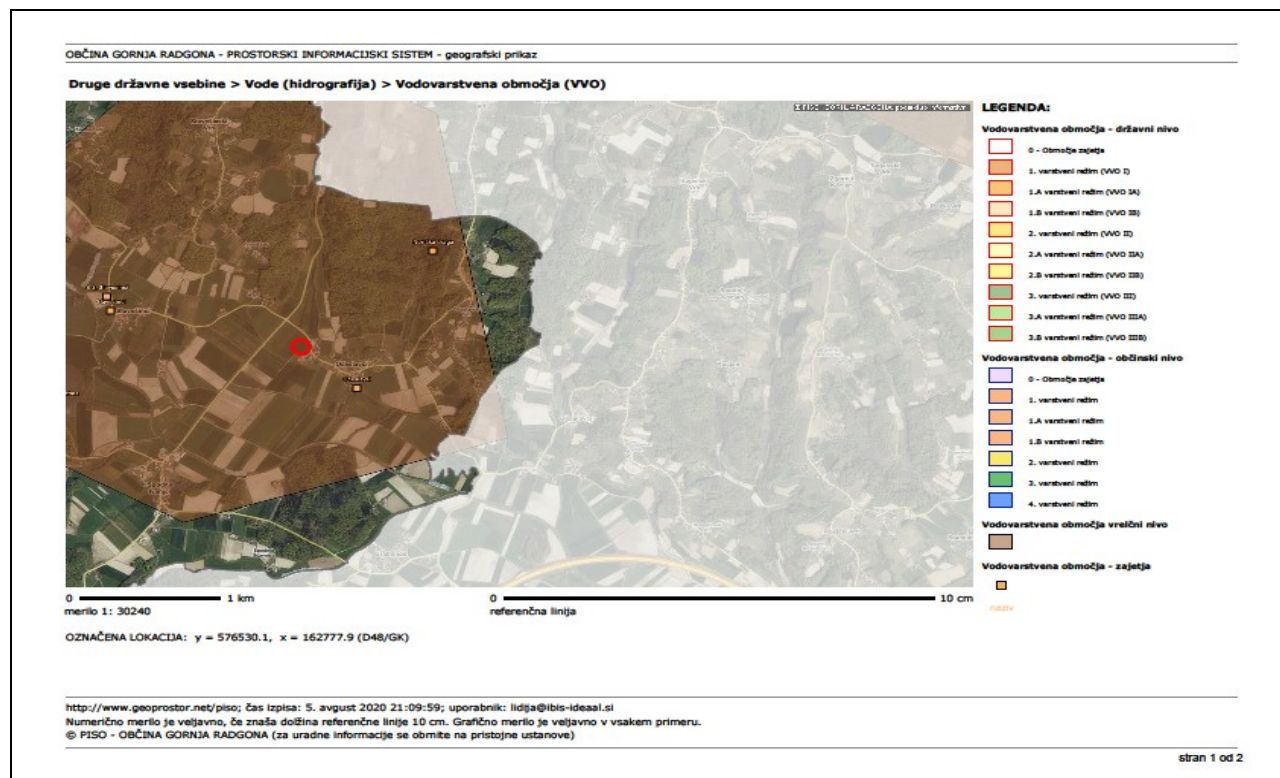 OBČINA GORNJA RADGONA - PROSTORSKI INFORMACIJSKI SISTEM - geografski prikaz
Druge državne vsebine > Vode (hidrografija) > Vodovarstvena območja (VVO)
LEGENDA:
Vodovarstvena območja - državni nivo
0 - Območje zajetja
1. varstveni režim (VVO I)
1.A varstveni režim (VVO IA)
1.B varstveni režim (VVO IB)
2. varstveni režim (VVO II)
2.A varstveni režim (VVO IIA)
2.B varstveni režim (VVO IIB)
3. varstveni režim (VVO III)
3.A varstveni režim (VVO IIIA)
3.B varstveni režim (VVO IIIB)
Vodovarstvena območja - občinski nivo
0 - Območje zajetja
1. varstveni režim
1.A varstveni režim
1.B varstveni režim
2. varstveni režim
3. varstveni režim
4. varstveni režim
Vodovarstvena območja vrelčni nivo
Vodovarstvena območja - zajetja
0 1 km
merilo 1: 30240
0 10 cm
referenčna linija
OZNAČENA LOKACIJA: y = 576530.1, x = 162777.9 (D48/GK)
http://www.geoprostor.net/piso; čas izpisa: 5. avgust 2020 21:09:59; uporabnik: lidija@ibis-ideaal.si
Numerično merilo je veljavno, če znaša dolžina referenčne linije 10 cm. Grafično merilo je veljavno v vsakem primeru.
© PISO - OBČINA GORNJA RADGONA (za uradne informacije se obrnite na pristojne ustanove)
stran 1 od 2